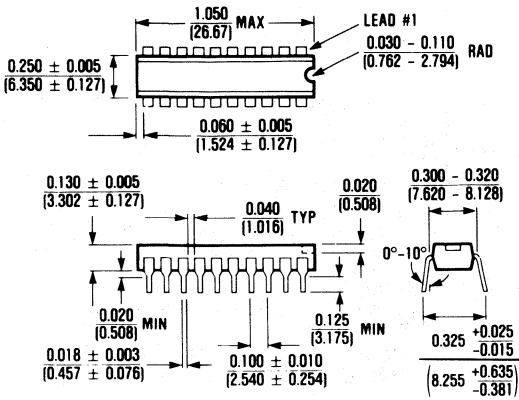 1.050
(26.67) MAX
LEAD #1
0.030 - 0.110
(0.762 - 2.794) RAD
0.250 ± 0.005
(6.350 ± 0.127)
0.060 ± 0.005
(1.524 ± 0.127)
0.130 ± 0.005
(3.302 ± 0.127)
0.040
(1.016) TYP
0.020
(0.508)
0.300 - 0.320
(7.620 - 8.128)
0°-10°
0.020
(0.508) MIN
0.125
(3.175) MIN
0.018 ± 0.003
(0.457 ± 0.076)
0.100 ± 0.010
(2.540 ± 0.254)
0.325 +0.025
-0.015
(8.255 +0.635
-0.381)